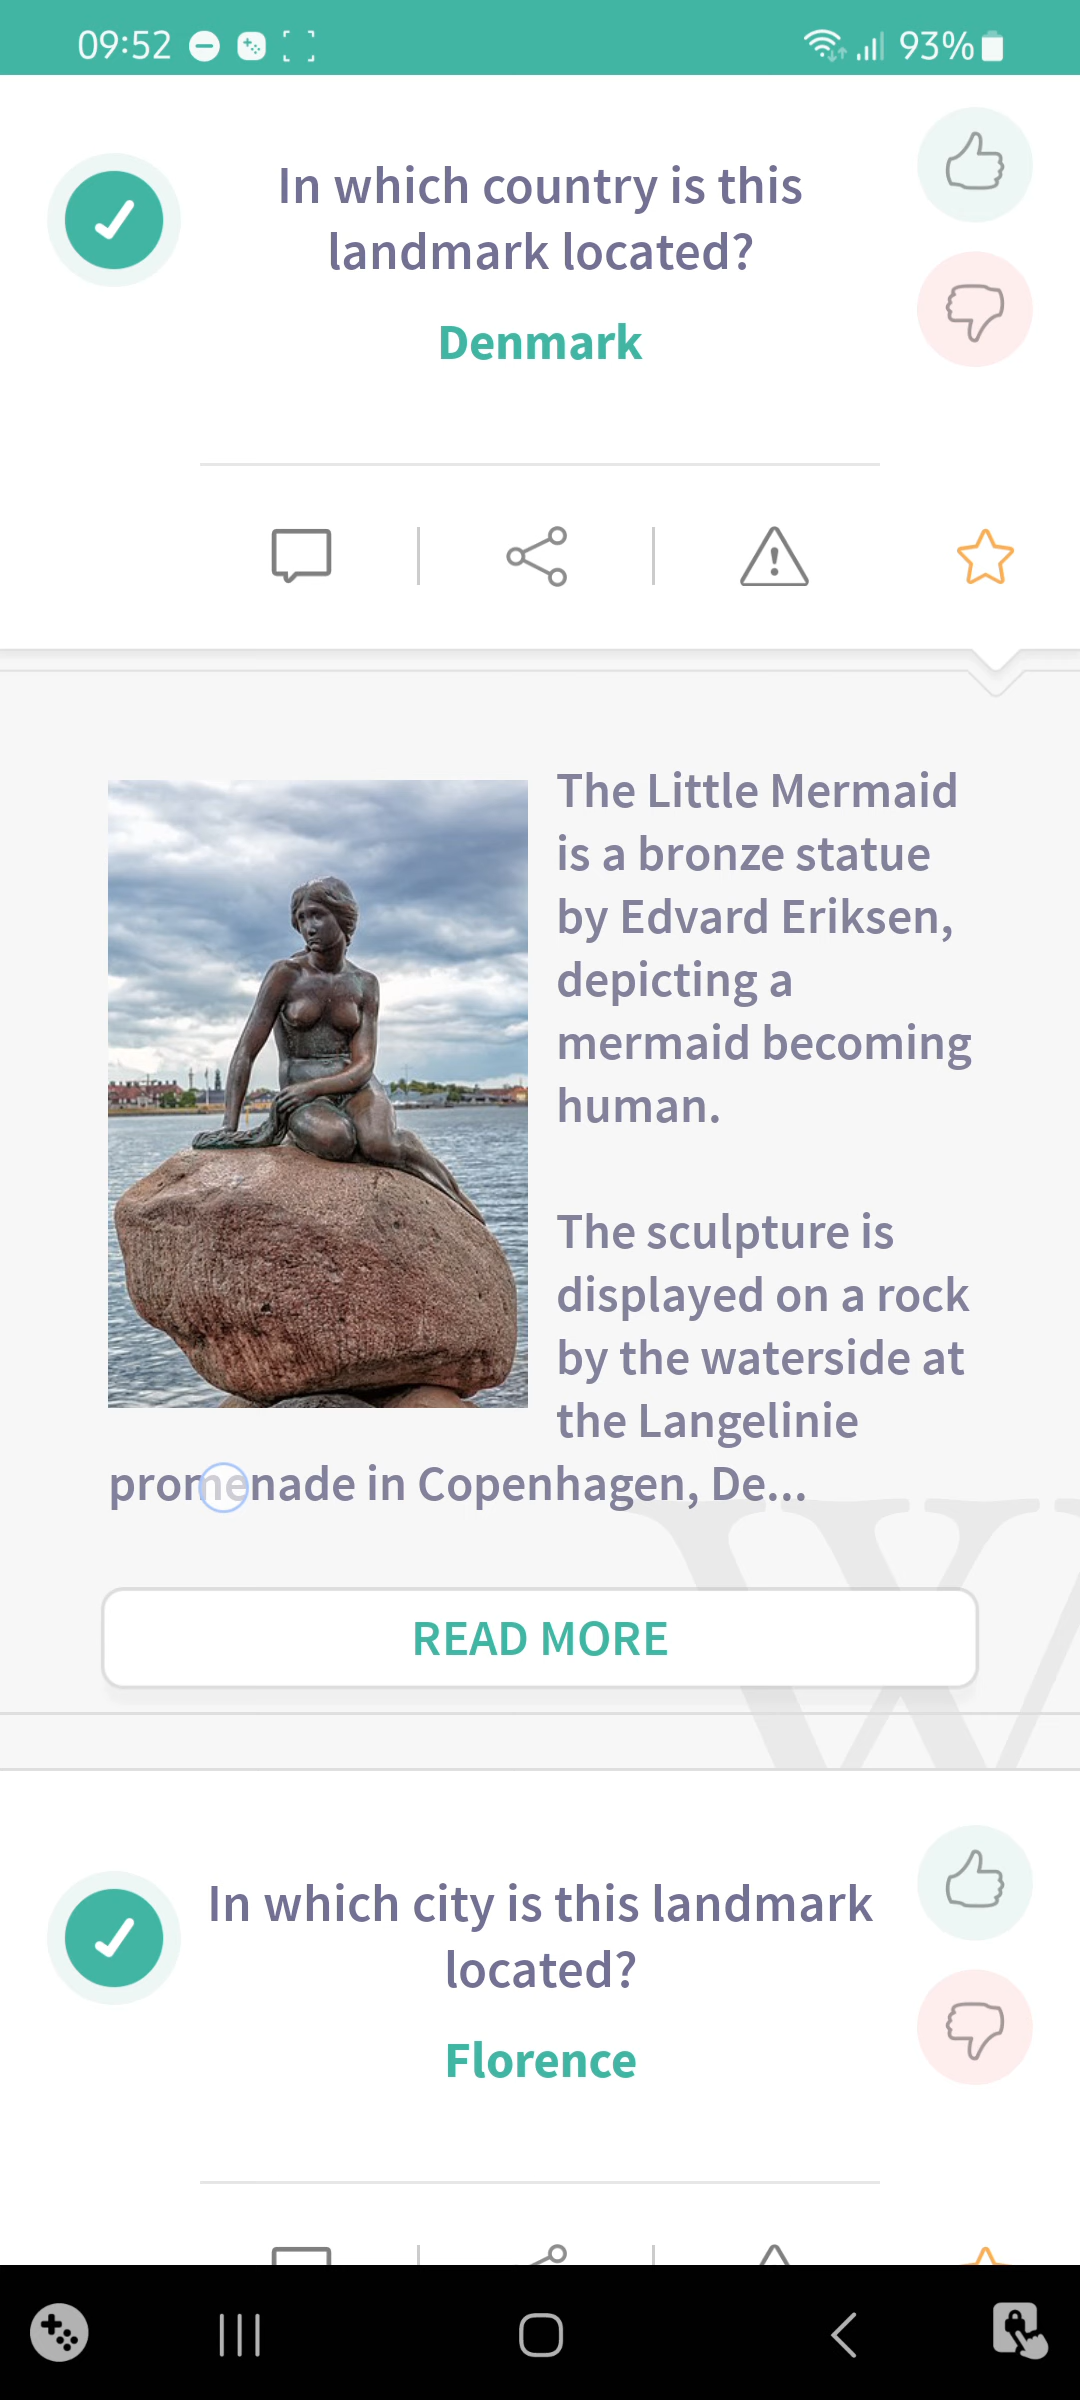 09:52
93%
In which country is this
landmark located?
Denmark
The Little Mermaid
is a bronze statue
by Edvard Eriksen,
depicting a
mermaid becoming
human.
The sculpture is
displayed on a rock
by the waterside at
the Langelinie
promenade in Copenhagen, De...
W
READ MORE
In which city is this landmark
located?
Florence